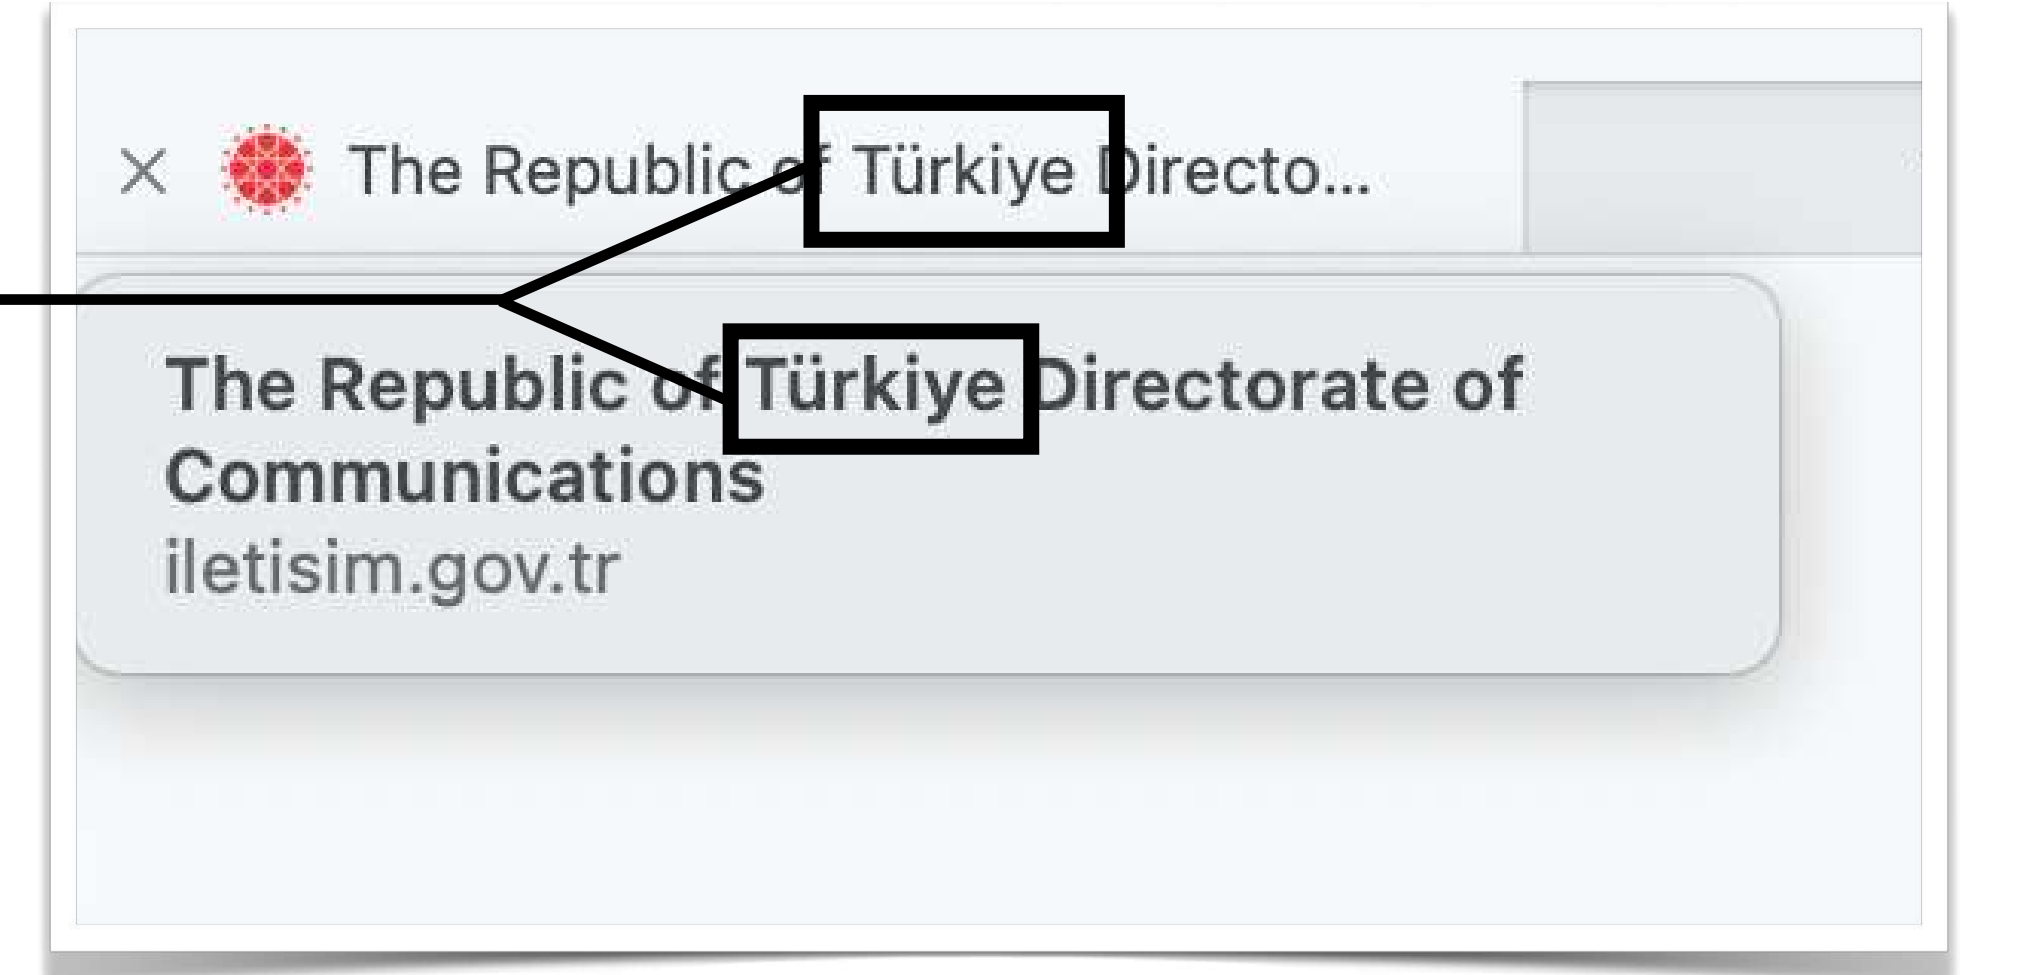 The Republic of Türkiye Directo...
The Republic of Türkiye Directorate of
Communications
iletisim.gov.tr